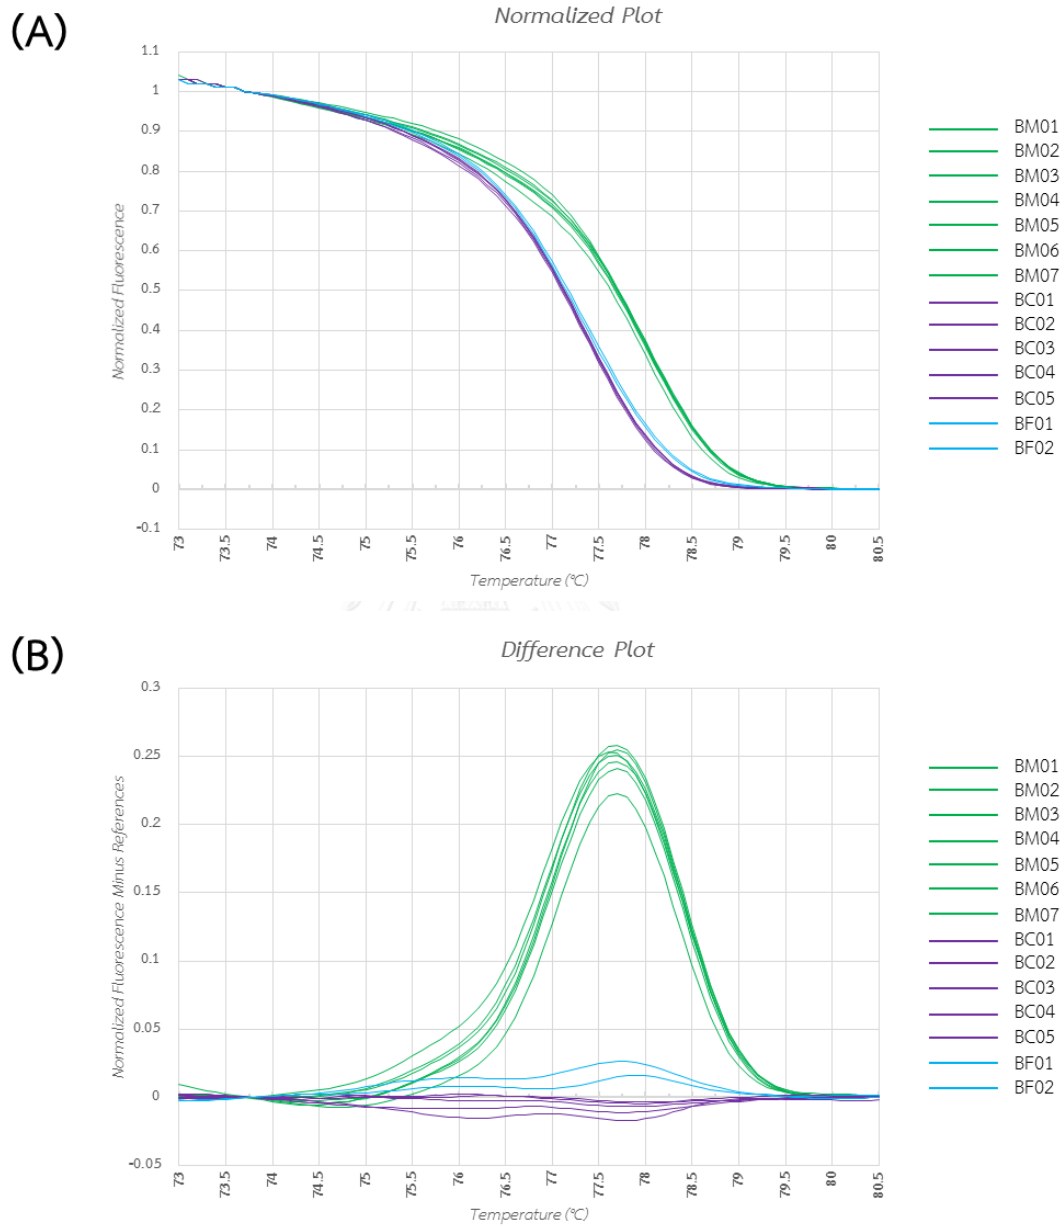 (A)
Normalized Plot
Normalized Fluorescence
1.1
1
0.9
0.8
0.7
0.6
0.5
0.4
0.3
0.2
0.1
0
-0.1
73
73.5
74
74.5
75
75.5
76
76.5
77
77.5
78
78.5
79
79.5
80
80.5
Temperature (°C)
BM01
BM02
BM03
BM04
BM05
BM06
BM07
BC01
BC02
BC03
BC04
BC05
BF01
BF02
(B)
Difference Plot
Normalized Fluorescence Minus References
0.3
0.25
0.2
0.15
0.1
0.05
0
-0.05
73
73.5
74
74.5
75
75.5
76
76.5
77
77.5
78
78.5
79
79.5
80
80.5
Temperature (°C)
BM01
BM02
BM03
BM04
BM05
BM06
BM07
BC01
BC02
BC03
BC04
BC05
BF01
BF02